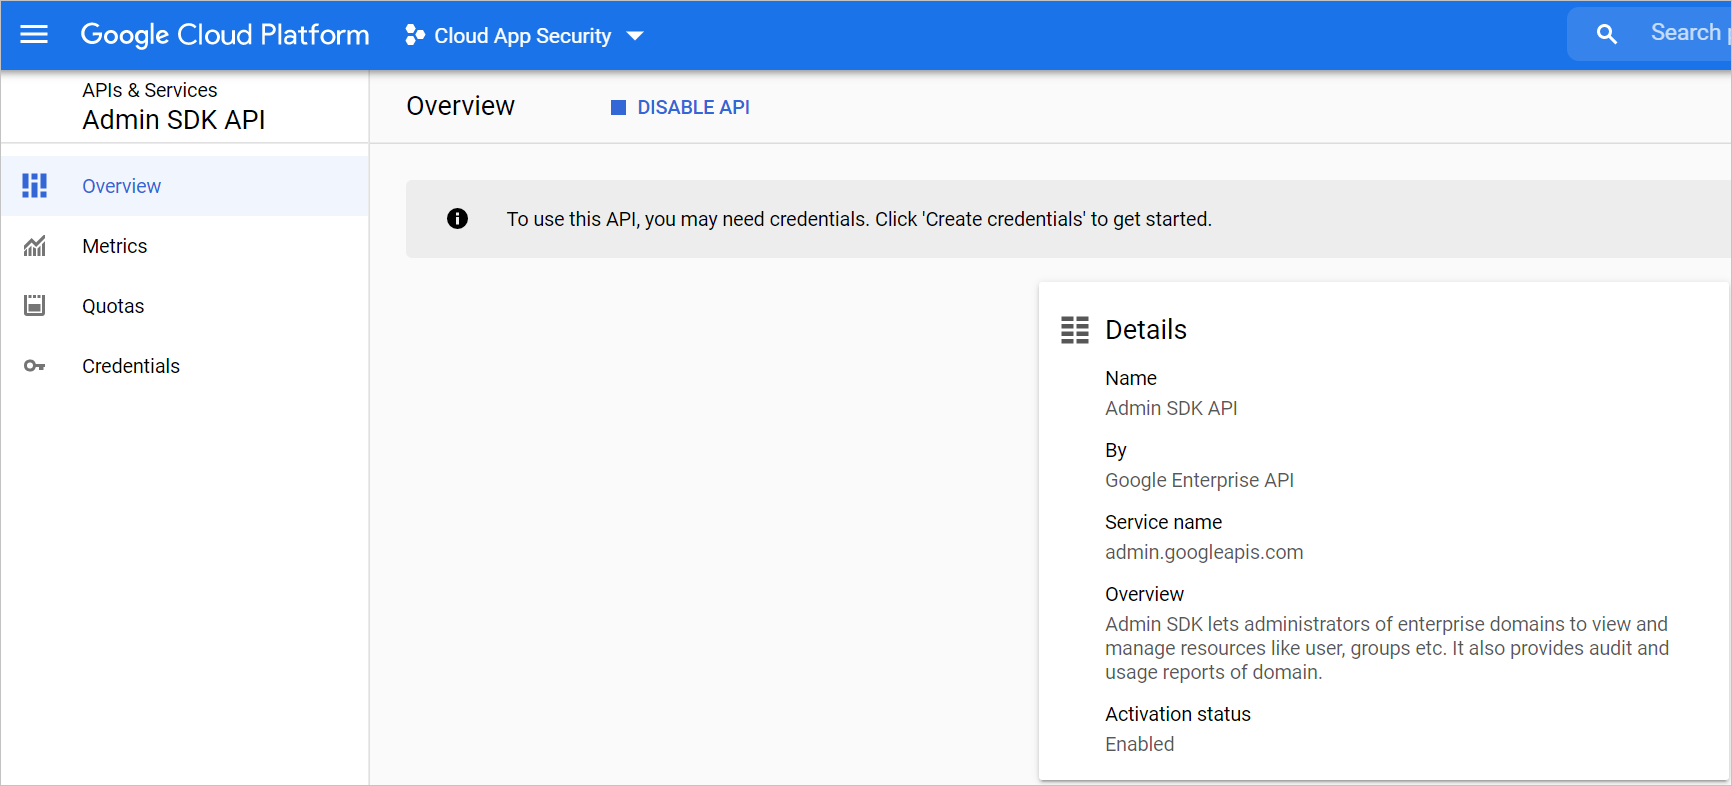 Google Cloud Platform
Cloud App Security
Search
APIs & Services
Admin SDK API
Overview
Metrics
Quotas
Credentials
Overview
DISABLE API
To use this API, you may need credentials. Click 'Create credentials' to get started.
Details
Name
Admin SDK API
By
Google Enterprise API
Service name
admin.googleapis.com
Overview
Admin SDK lets administrators of enterprise domains to view and
manage resources like user, groups etc. It also provides audit and
usage reports of domain.
Activation status
Enabled